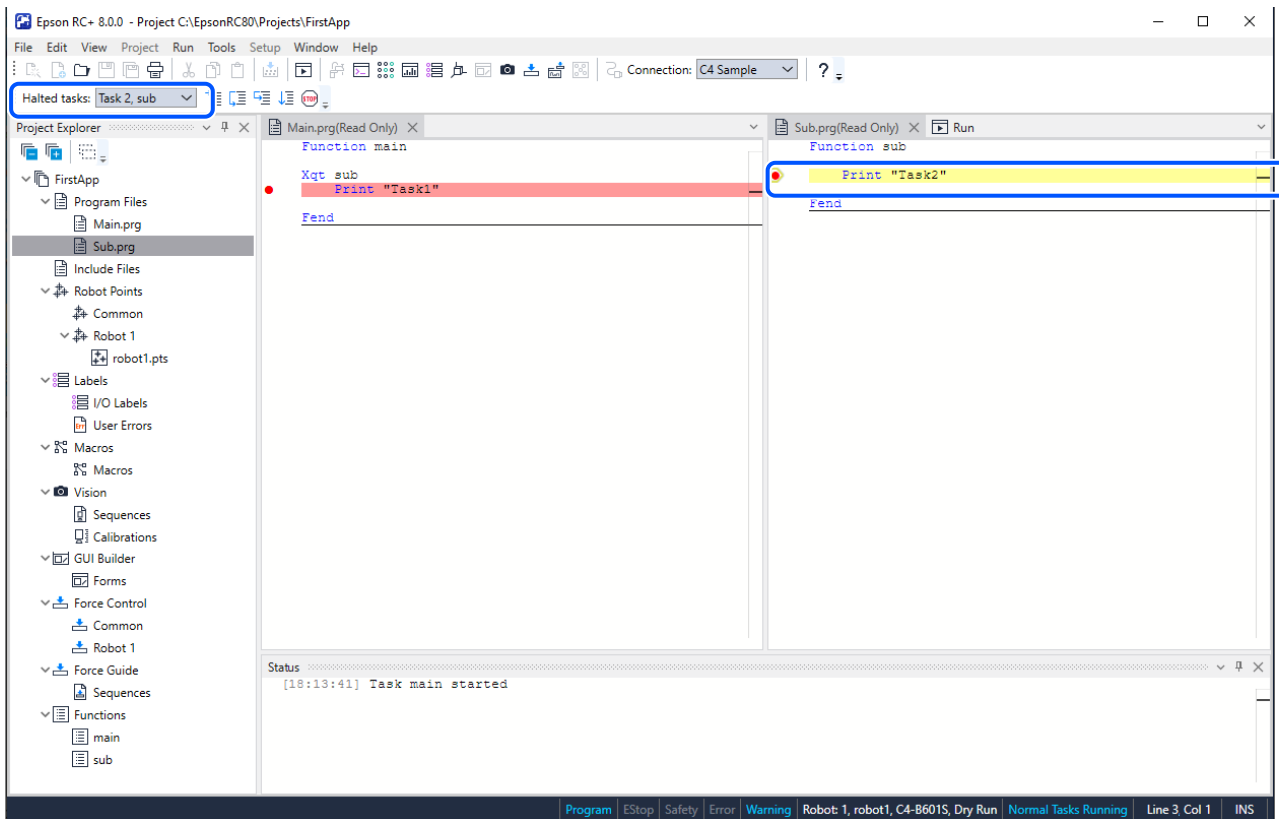 Epson RC+ 8.0.0 - Project C:\EpsonRC80\Projects\FirstApp
File Edit View Project Run Tools Setup Window Help
Connection: C4 Sample ?
Halted tasks: Task 2, sub STOP
Project Explorer
Main.prg(Read Only)
Sub.prg(Read Only) Run
FirstApp
Program Files
Main.prg
Sub.prg
Include Files
Robot Points
Common
Robot 1
robot1.pts
Labels
I/O Labels
Err User Errors
Macros
Macros
Vision
Sequences
Calibrations
GUI Builder
Forms
Force Control
Common
Robot 1
Force Guide
Sequences
Functions
main
sub
Function main
Xqt sub
Print "Task1"
Fend
Function sub
Print "Task2"
Fend
Status
[18:13:41] Task main started
Program EStop Safety Error Warning Robot: 1, robot1, C4-B601S, Dry Run Normal Tasks Running Line 3, Col 1 INS